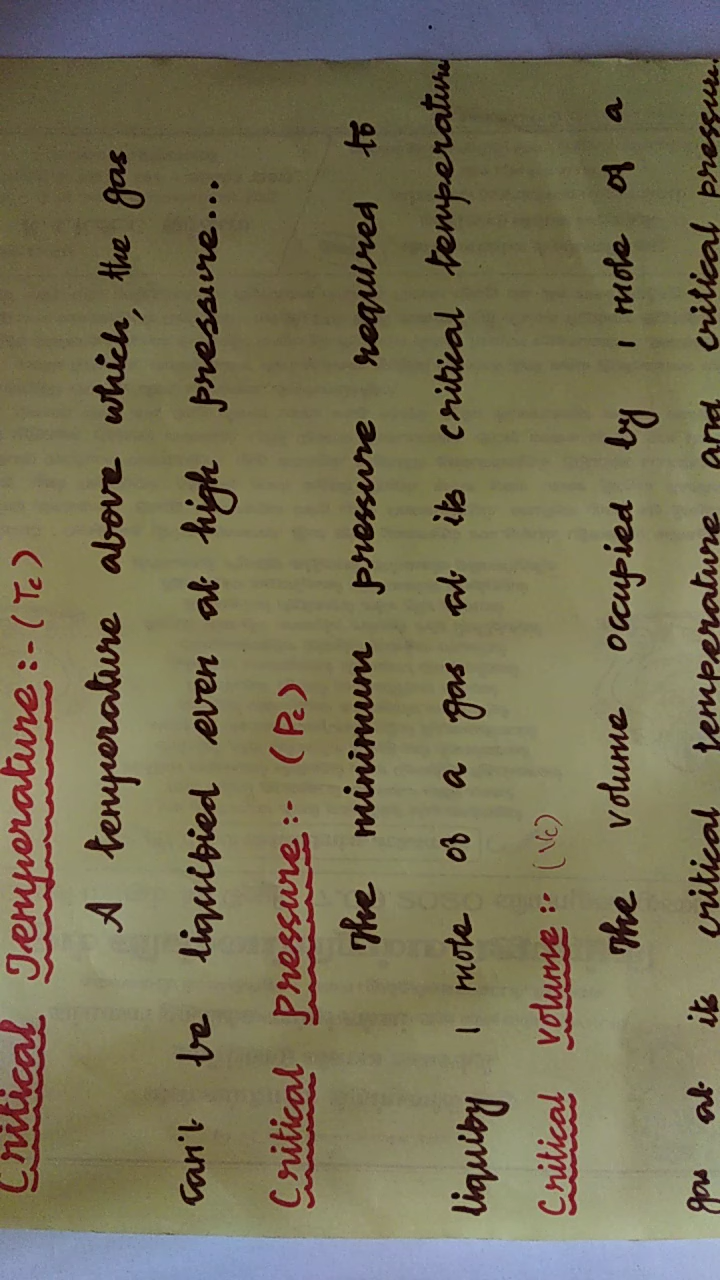 Critical Temperature :- (Tc)
A temperature above which, the gas
can't be liquified even at high pressure...
Critical pressure :- (Pc)
The minimum pressure required to
liquify 1 mole of a gas at its critical temperature
Critical volume :- (Vc)
The volume occupied by 1 mole of a
gas at its critical temperature and critical pressure.